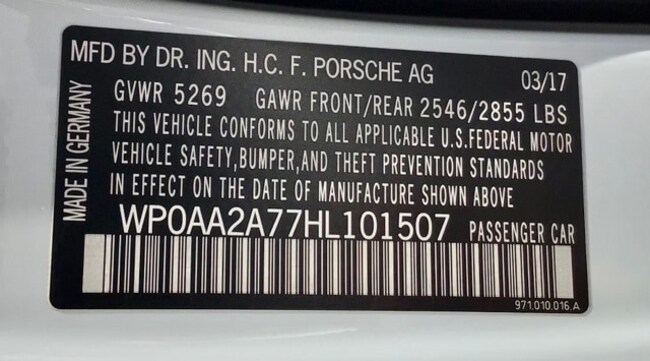 MFD BY DR. ING. H.C. F. PORSCHE AG 03/17
MADE IN GERMANY
GVWR 5269 GAWR FRONT/REAR 2546/2855 LBS
THIS VEHICLE CONFORMS TO ALL APPLICABLE U.S.FEDERAL MOTOR
VEHICLE SAFETY,BUMPER,AND THEFT PREVENTION STANDARDS
IN EFFECT ON THE DATE OF MANUFACTURE SHOWN ABOVE
WP0AA2A77HL101507 PASSENGER CAR
971.010.016.A